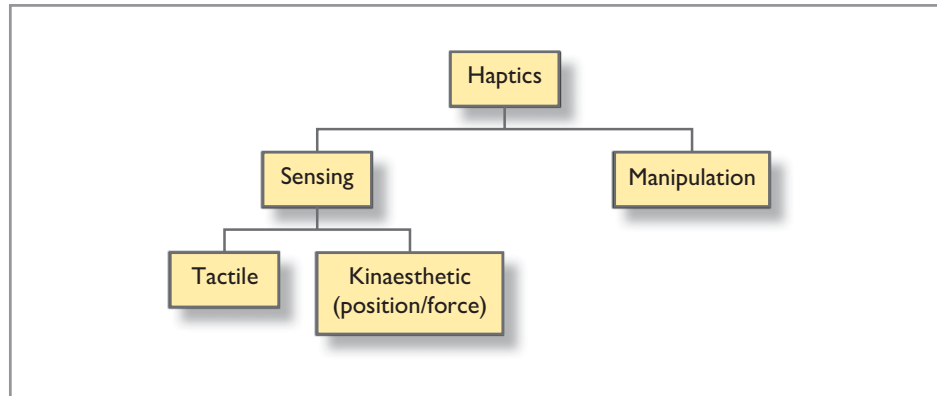 Haptics
Sensing
Manipulation
Tactile
Kinaesthetic
(position/force)